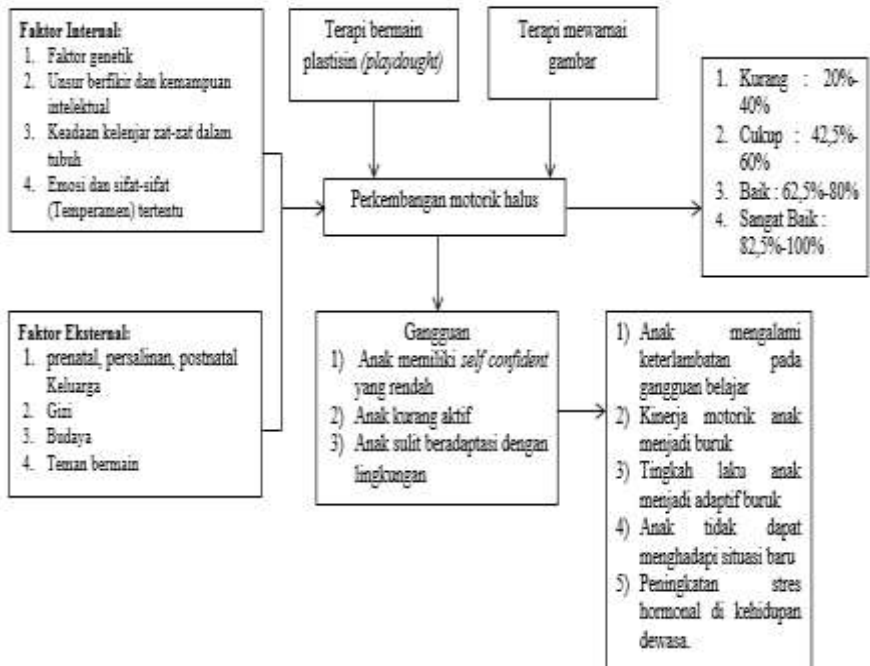 Faktor Internal:
1. Faktor genetik
2. Unsur berfikir dan kemampuan
intelektual
3. Keadaan kelenjar zat-zat dalam
tubuh
4. Emosi dan sifat-sifat
(Temperamen) tertentu
Terapi bermain
plastisin (playdought)
Terapi mewarnai
gambar
1. Kurang : 20%-
40%
2. Cukup : 42,5%-
60%
3. Baik : 62,5%-80%
4. Sangat Baik :
82,5%-100%
Perkembangan motorik halus
Faktor Eksternal:
1. prenatal, persalinan, postnatal
Keluarga
2. Gizi
3. Budaya
4. Teman bermain
Gangguan
1) Anak memiliki self confident
yang rendah
2) Anak kurang aktif
3) Anak sulit beradaptasi dengan
lingkungan
1) Anak mengalami
keterlambatan pada
gangguan belajar
2) Kinerja motorik anak
menjadi buruk
3) Tingkah laku anak
menjadi adaptif buruk
4) Anak tidak dapat
menghadapi situasi baru
5) Peningkatan stres
hormonal di kehidupan
dewasa.